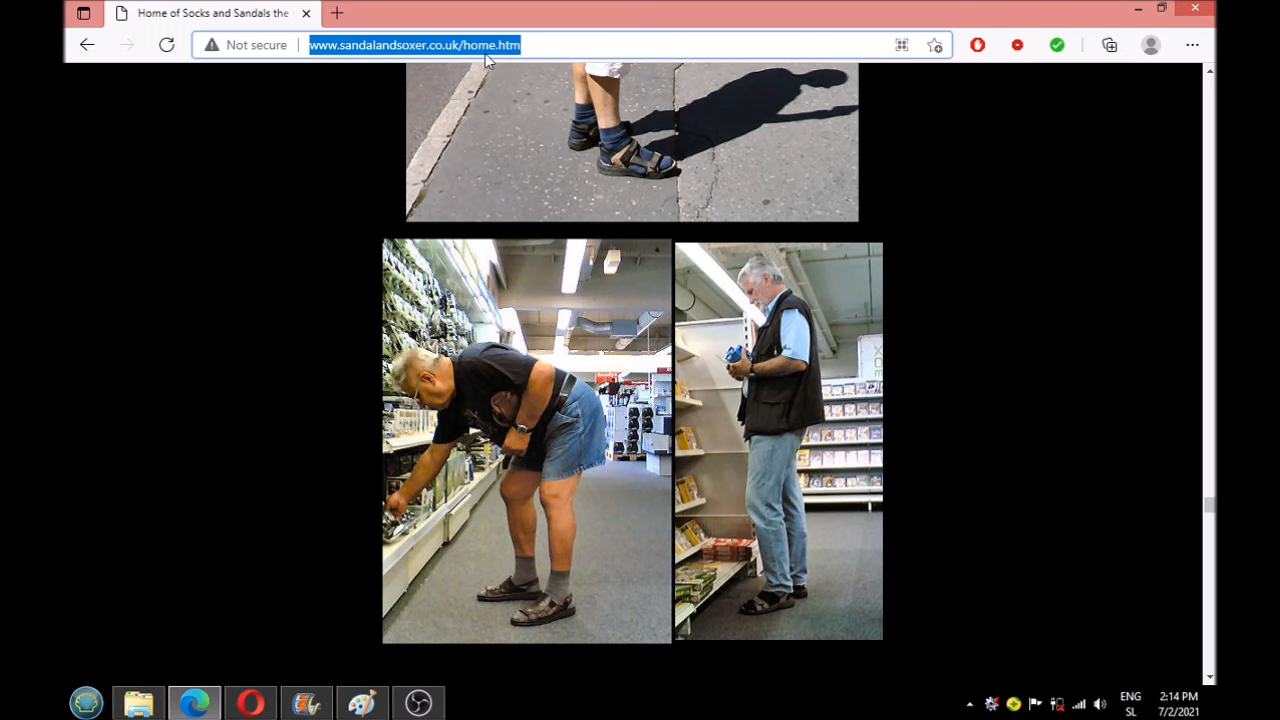 Home of Socks and Sandals the
Not secure
www.sandalandsoxer.co.uk/home.htm
ENG
2:14 PM
SL
7/2/2021